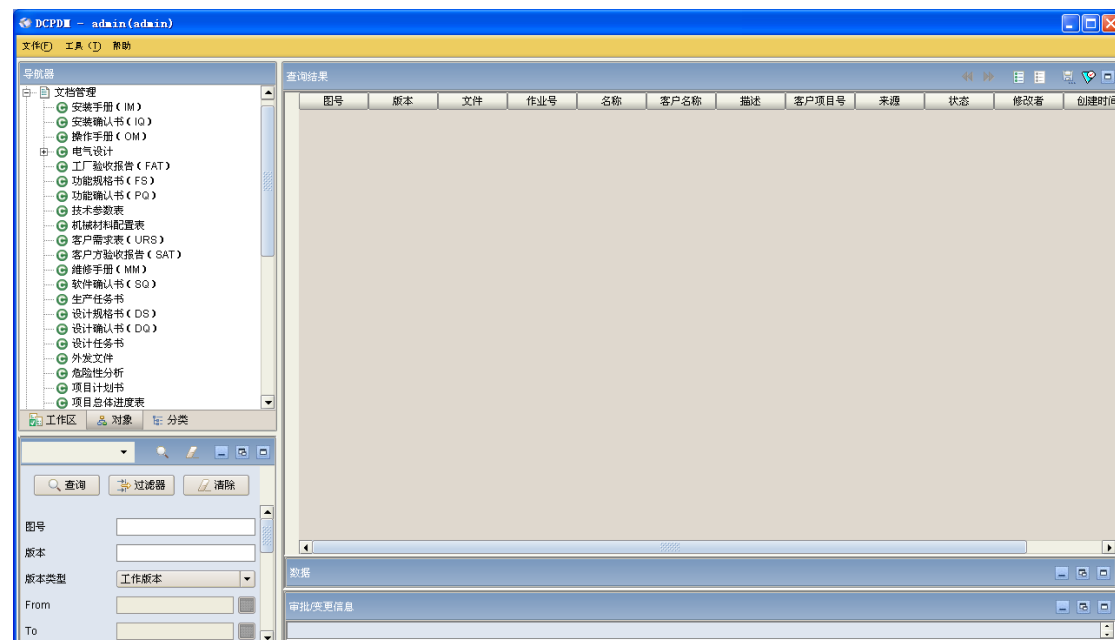 DCPDM - admin(admin)
文件(F) 工具(T) 帮助
导航器
文档管理
安装手册(IM)
安装确认书(IQ)
操作手册(OM)
电气设计
工厂验收报告(FAT)
功能规格书(FS)
功能确认书(PQ)
技术参数表
机械材料配置表
客户需求表(URS)
客户方验收报告(SAT)
维修手册(MM)
软件确认书(SQ)
生产任务书
设计规格书(DS)
设计确认书(DQ)
设计任务书
外发文件
危险性分析
项目计划书
项目总体进度表
工作区 对象 分类
查询 过滤器 清除
图号
版本
版本类型 工作版本
From
To
查询结果
图号 版本 文件 作业号 名称 客户名称 描述 客户项目号 来源 状态 修改者 创建时间
数据
审批/变更信息